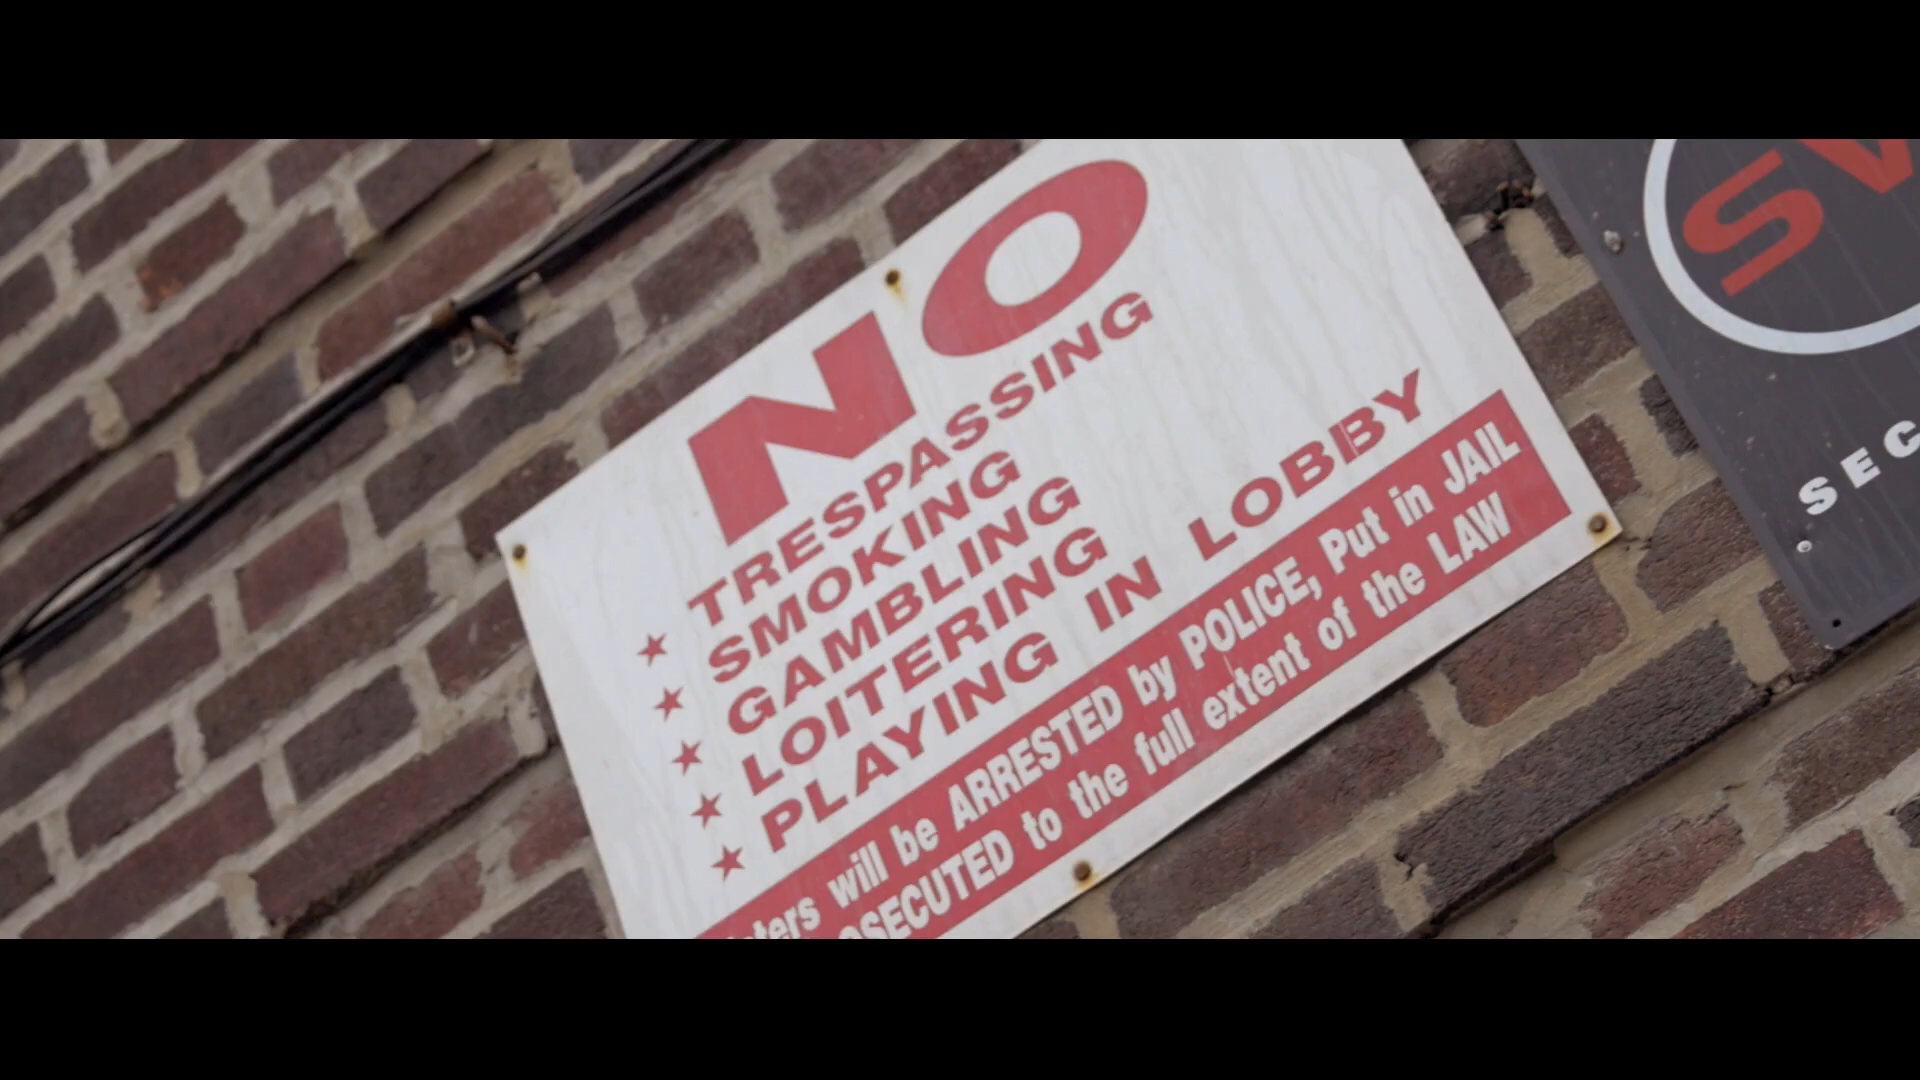 NO
TRESPASSING
★ SMOKING
★ GAMBLING
★ LOITERING
★ PLAYING IN LOBBY
will be ARRESTED by POLICE, Put in JAIL
to the full extent of the LAW
SV
SEC